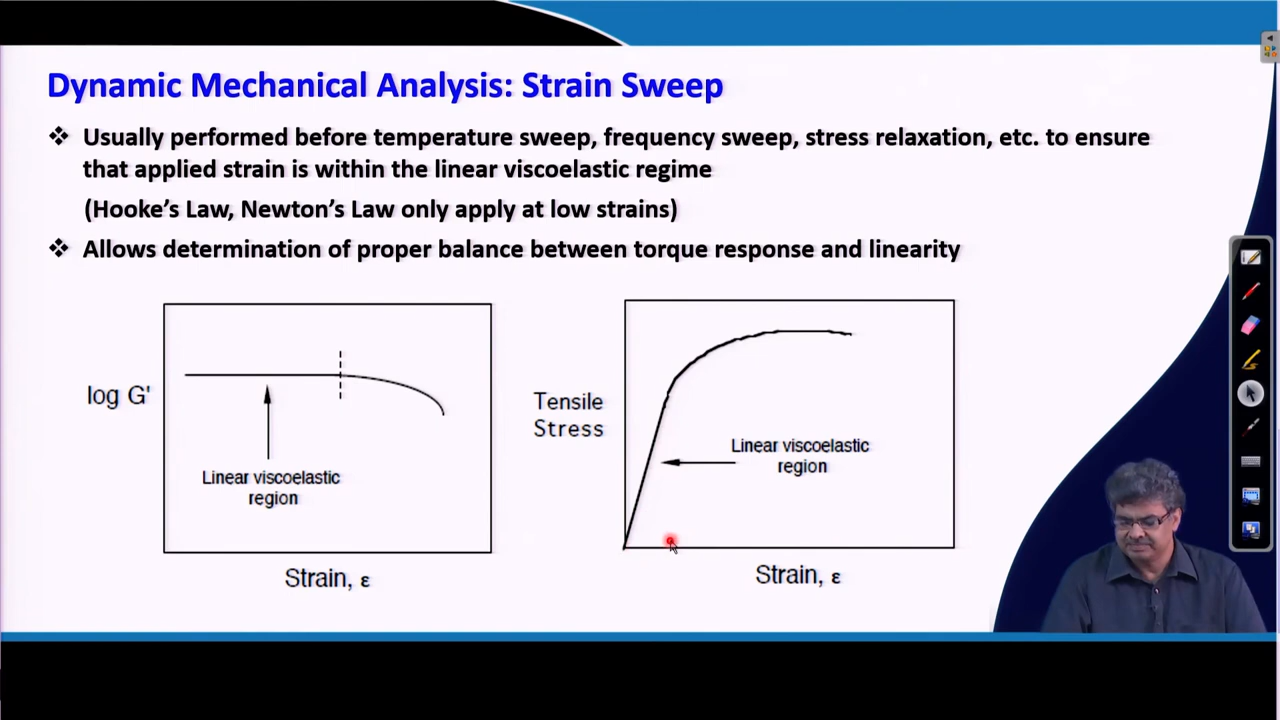 Dynamic Mechanical Analysis: Strain Sweep
❖ Usually performed before temperature sweep, frequency sweep, stress relaxation, etc. to ensure
that applied strain is within the linear viscoelastic regime
(Hooke's Law, Newton's Law only apply at low strains)
❖ Allows determination of proper balance between torque response and linearity
log G'
Linear viscoelastic
region
Strain, ε
Tensile
Stress
Linear viscoelastic
region
Strain, ε